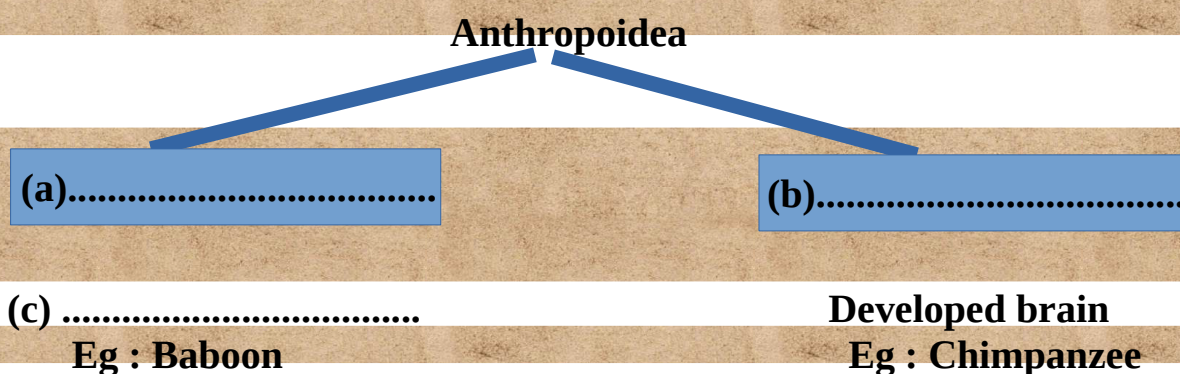 Anthropoidea
(a).....................................
(b).....................................
(c) ....................................
Developed brain
Eg : Baboon
Eg : Chimpanzee